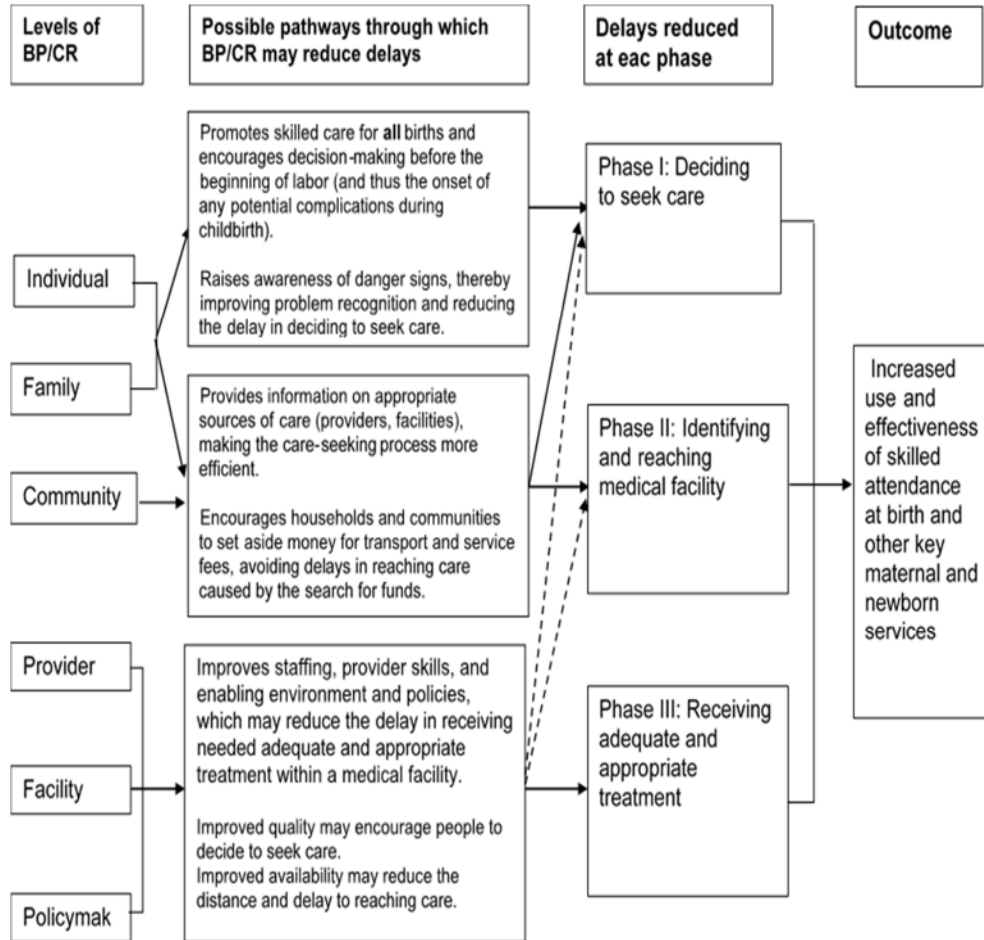 Levels of
BP/CR
Possible pathways through which
BP/CR may reduce delays
Delays reduced
at eac phase
Outcome
Individual
Family
Community
Provider
Facility
Policymak
Promotes skilled care for all births and
encourages decision-making before the
beginning of labor (and thus the onset of
any potential complications during
childbirth).
Raises awareness of danger signs, thereby
improving problem recognition and reducing
the delay in deciding to seek care.
Provides information on appropriate
sources of care (providers, facilities),
making the care-seeking process more
efficient.
Encourages households and communities
to set aside money for transport and service
fees, avoiding delays in reaching care
caused by the search for funds.
Improves staffing, provider skills, and
enabling environment and policies,
which may reduce the delay in receiving
needed adequate and appropriate
treatment within a medical facility.
Improved quality may encourage people to
decide to seek care.
Improved availability may reduce the
distance and delay to reaching care.
Phase I: Deciding
to seek care
Phase II: Identifying
and reaching
medical facility
Phase III: Receiving
adequate and
appropriate
treatment
Increased
use and
effectiveness
of skilled
attendance
at birth and
other key
maternal and
newborn
services